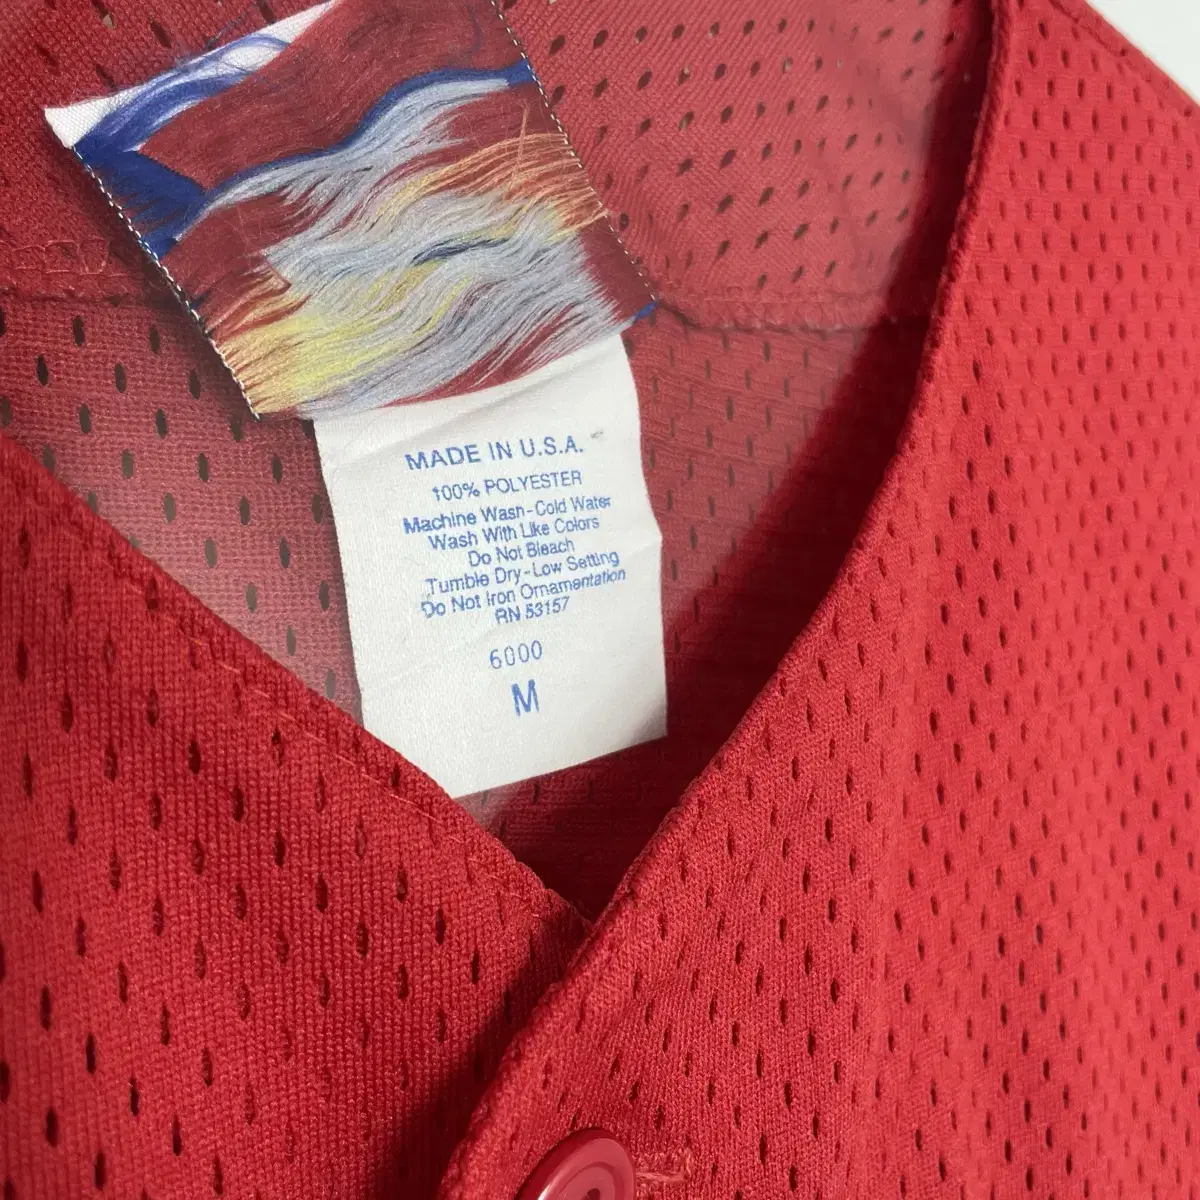 MADE IN U.S.A.
100% POLYESTER
Machine Wash-Cold Water
Wash With Like Colors
Do Not Bleach
Tumble Dry-Low Setting
Do Not Iron Ornamentation
RN 53157
6000
M